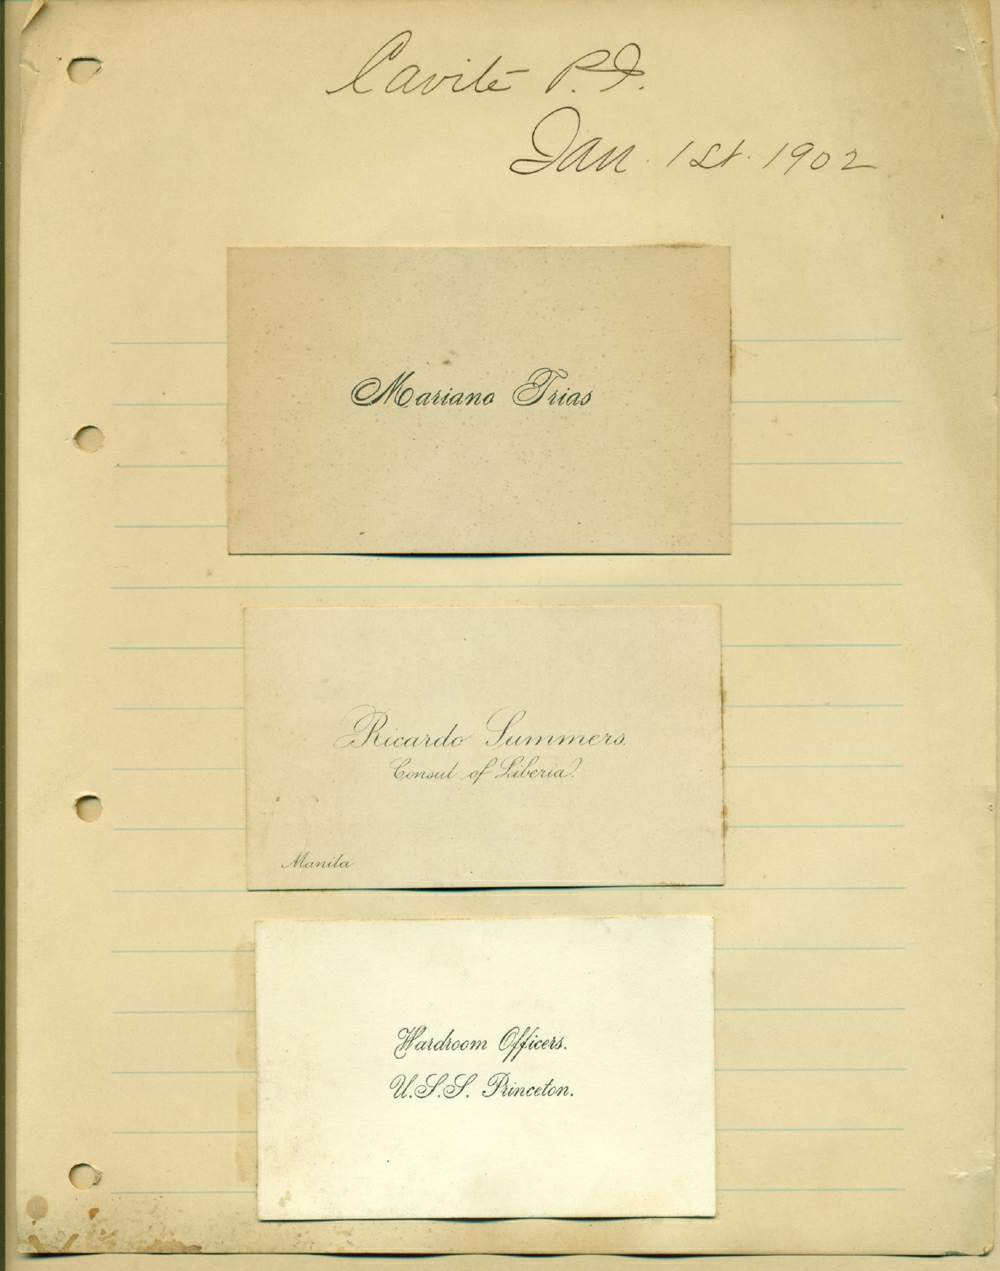 Cavite P.I.
Jan. 1st. 1902
Mariano Trias
Ricardo Summers.
Consul of Liberia.
Manila
Wardroom Officers.
U.S.S. Princeton.